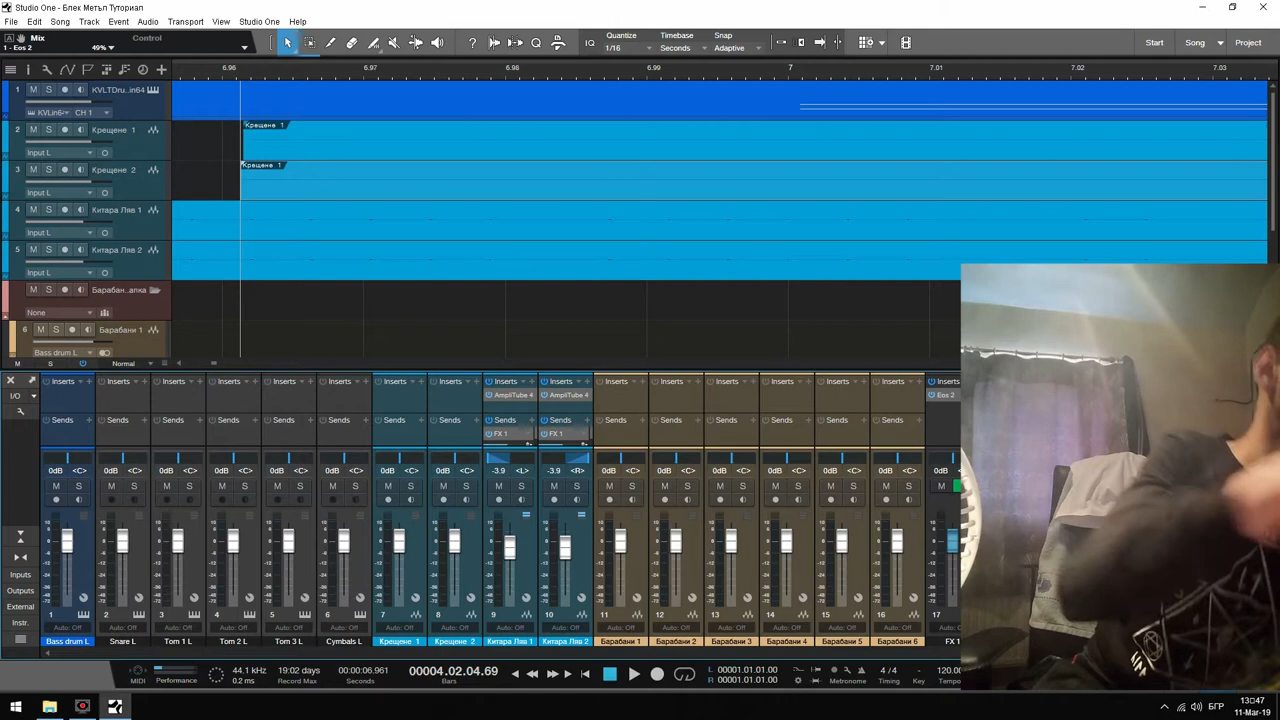 Studio One - Блек Метъл Туториал
File Edit Song Track Event Audio Transport View Studio One Help
Mix Control
1 - Eos 2 49%
IQ Quantize 1/16 Timebase Seconds Snap Adaptive
Start Song Project
6.96 6.97 6.98 6.99 7 7.01 7.02 7.03
1 M S KVLTDru...in64
KVLin64 CH 1
2 M S Крещене 1
Input L
3 M S Крещене 2
Input L
4 M S Китара Ляв 1
Input L
5 M S Китара Ляв 2
Input L
M S Барабан...апка
None
6 M S Барабани 1
Bass drum L
Крещене 1
Крещене 1
M S Normal
I/O
Inserts Inserts Inserts Inserts Inserts Inserts Inserts Inserts Inserts Inserts Inserts Inserts Inserts Inserts Inserts Inserts Inserts
AmpliTube 4 AmpliTube 4 Eos 2
Sends Sends Sends Sends Sends Sends Sends Sends Sends Sends Sends Sends Sends Sends Sends Sends
FX 1 FX 1
0dB <C> 0dB <C> 0dB <C> 0dB <C> 0dB <C> 0dB <C> 0dB <C> 0dB <C> -3.9 <L> -3.9 <R> 0dB <C> 0dB <C> 0dB <C> 0dB <C> 0dB <C> 0dB <C>
M S M S M S M S M S M S M S M S M S M S M S M S M S M S M S M S M
Inputs
Outputs
External
Instr.
1 2 3 4 5 6 7 8 9 10 11 12 13 14 15 16 17
Auto: Off Auto: Off Auto: Off Auto: Off Auto: Off Auto: Off Auto: Off Auto: Off Auto: Off Auto: Off Auto: Off Auto: Off Auto: Off Auto: Off Auto: Off Auto: Off
Bass drum L Snare L Tom 1 L Tom 2 L Tom 3 L Cymbals L Крещене 1 Крещене 2 Китара Ляв 1 Китара Ляв 2 Барабани 1 Барабани 2 Барабани 3 Барабани 4 Барабани 5 Барабани 6 FX 1
MIDI Performance
44.1 kHz
0.2 ms
19:02 days
Record Max
00:00:06.961
Seconds
00004.02.04.69
Bars
L 00001.01.01.00
R 00001.01.01.00
Metronome
4 / 4
Timing
Key
120.00
БГР
13:47
11-Mar-19